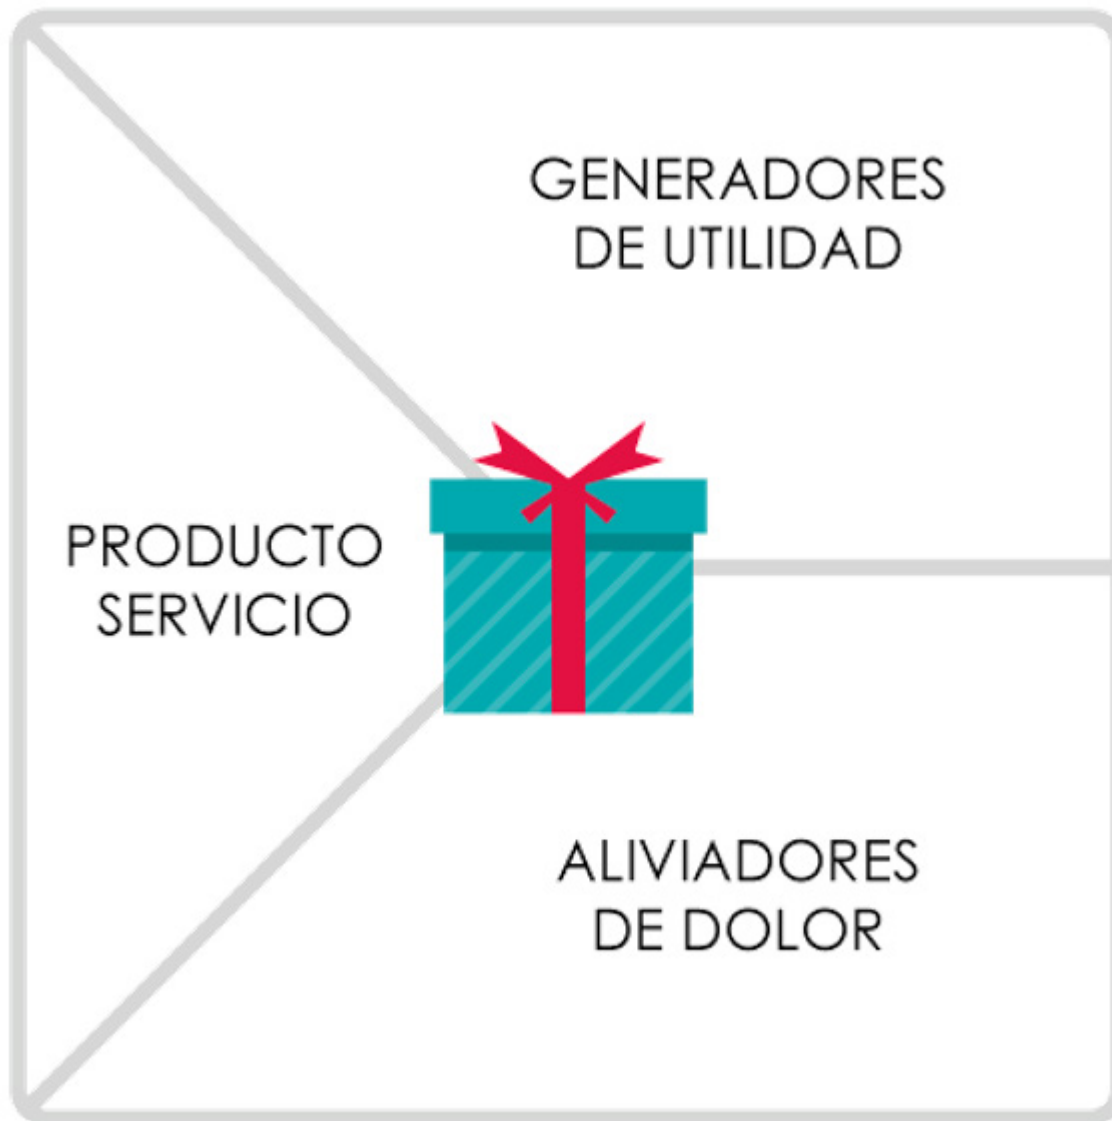 GENERADORES
DE UTILIDAD
PRODUCTO
SERVICIO
ALIVIADORES
DE DOLOR